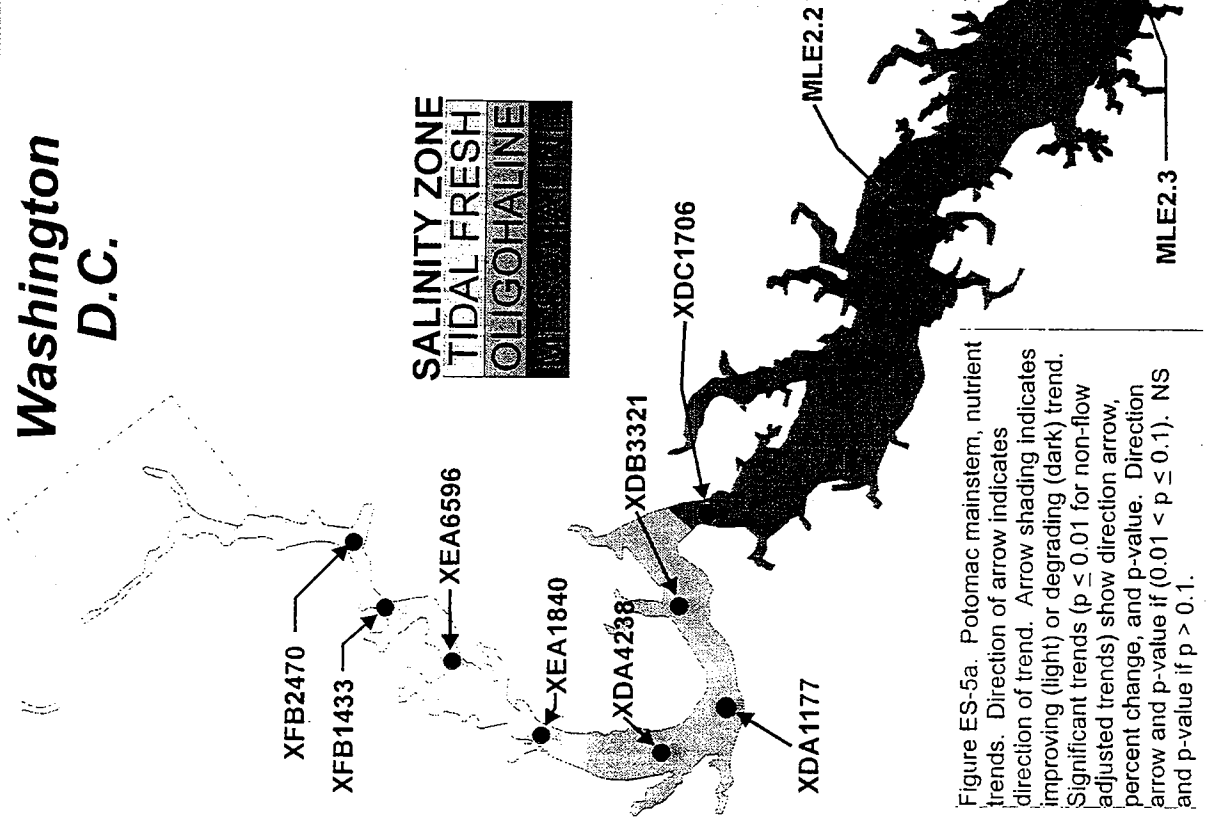 Washington
D.C.
SALINITY ZONE
TIDAL FRESH
OLIGOHALINE
XFB2470
XFB1433
XEA6596
XEA1840
XDA4238
XDA1177
XDB3321
XDC1706
MLE2.2
MLE2.3
Figure ES-5a. Potomac mainstem, nutrient
trends. Direction of arrow indicates
direction of trend. Arrow shading indicates
improving (light) or degrading (dark) trend.
Significant trends (p ≤ 0.01 for non-flow
adjusted trends) show direction arrow,
percent change, and p-value. Direction
arrow and p-value if (0.01 < p ≤ 0.1). NS
and p-value if p > 0.1.